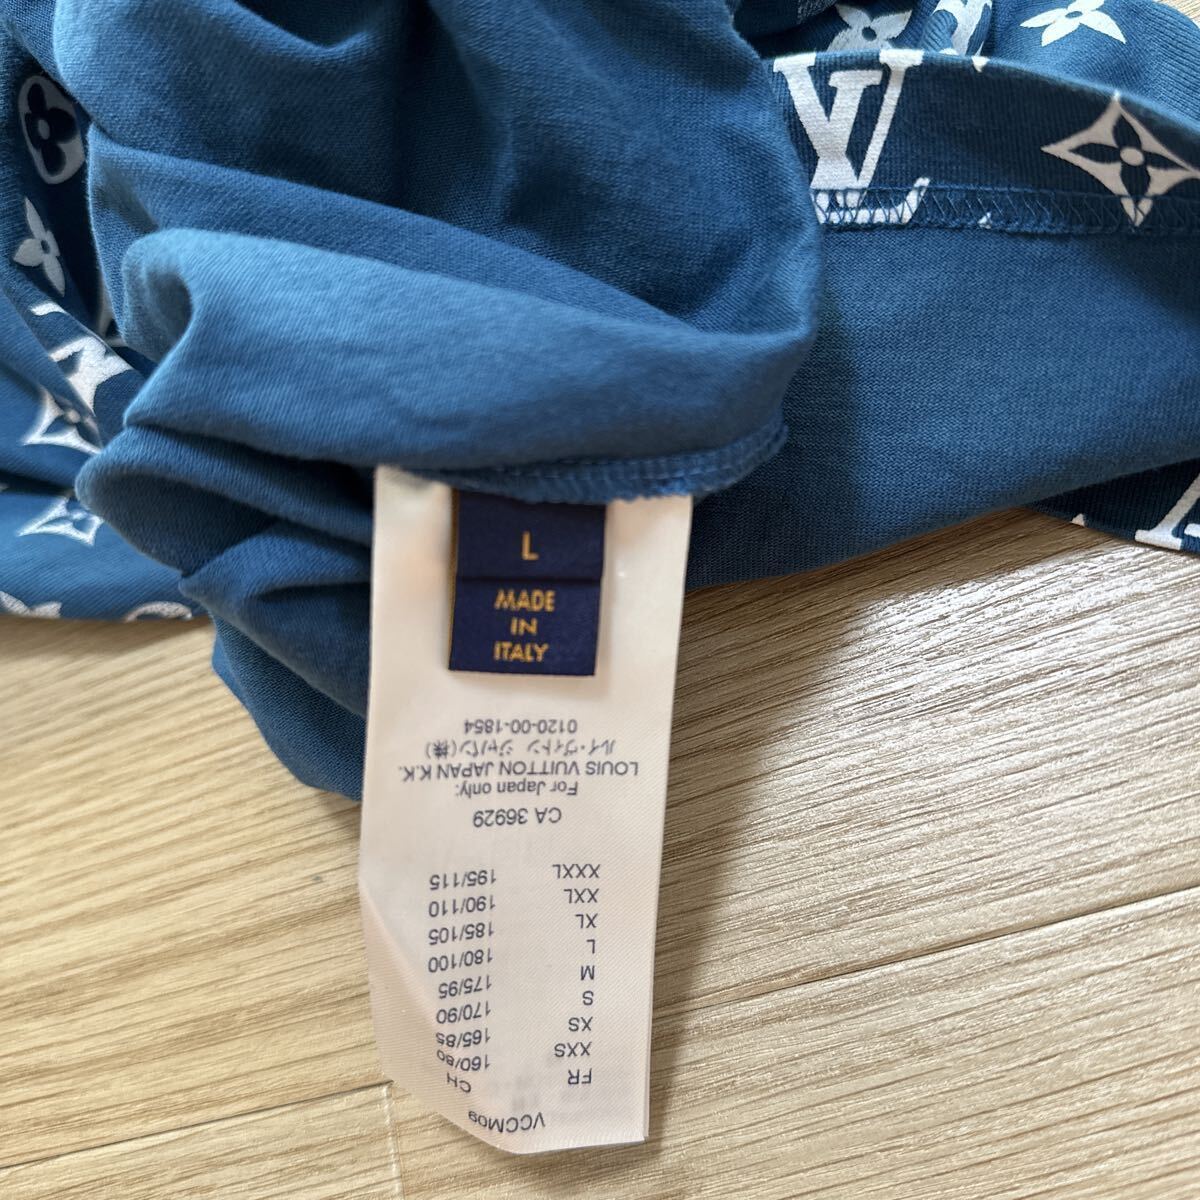 L
MADE
IN
ITALY
VCCM09
FR CH
XXS 160/80
XS 165/85
S 170/90
M 175/95
L 180/100
XL 185/105
XXL 190/110
XXXL 195/115
CA 36929
For Japan only:
LOUIS VUITTON JAPAN K.K.
ルイ・ヴィトン ジャパン(株)
0120-00-1854
LV